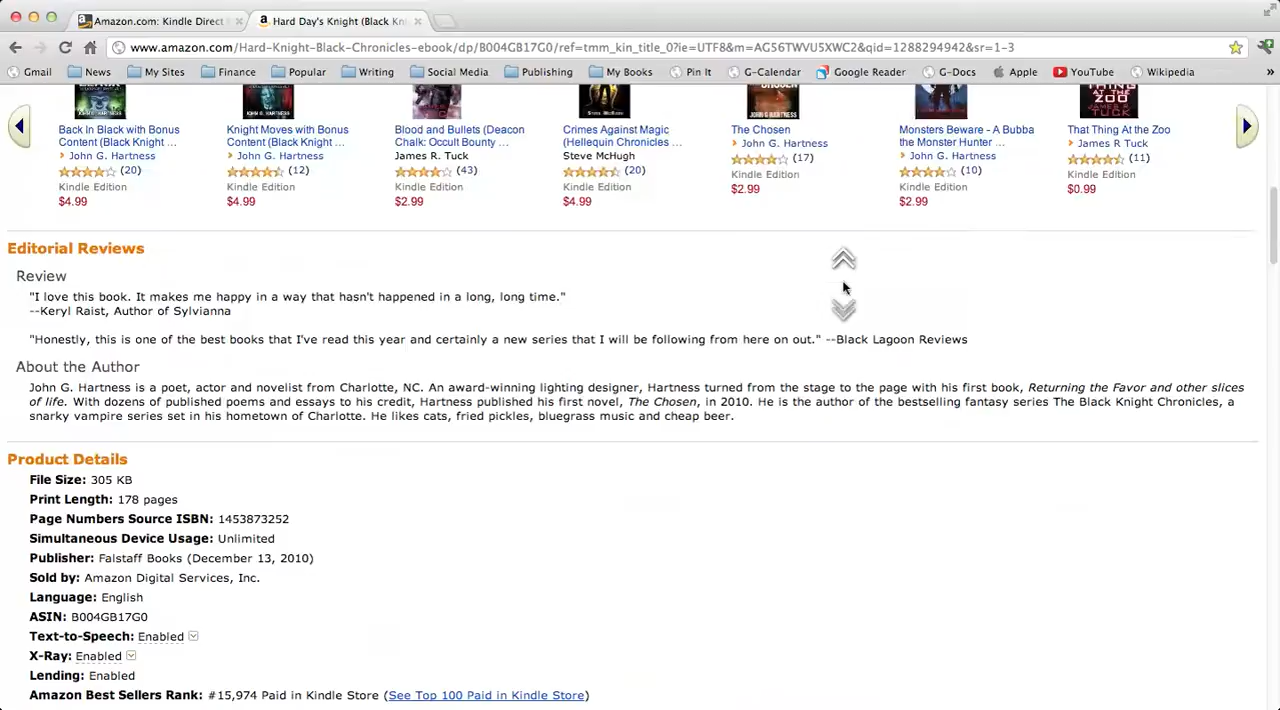 Amazon.com: Kindle Direct
Hard Day's Knight (Black Kn
www.amazon.com/Hard-Knight-Black-Chronicles-ebook/dp/B004GB17G0/ref=tmm_kin_title_0?ie=UTF8&m=AG56TWVU5XWC2&qid=1288294942&sr=1-3
Gmail News My Sites Finance Popular Writing Social Media Publishing My Books Pin It G-Calendar Google Reader G-Docs Apple YouTube Wikipedia »
JOHN G. HARTNESS
THE CHOSEN
JOHN G HARTNESS
THING AT THE ZOO
JAMES R. TUCK
Back In Black with Bonus Content (Black Knight ...
John G. Hartness
(20)
Kindle Edition
$4.99
Knight Moves with Bonus Content (Black Knight ...
John G. Hartness
(12)
Kindle Edition
$4.99
Blood and Bullets (Deacon Chalk: Occult Bounty ...
James R. Tuck
(43)
Kindle Edition
$2.99
Crimes Against Magic (Hellequin Chronicles ...
Steve McHugh
(20)
Kindle Edition
$4.99
The Chosen
John G. Hartness
(17)
Kindle Edition
$2.99
Monsters Beware - A Bubba the Monster Hunter ...
John G. Hartness
(10)
Kindle Edition
$2.99
That Thing At the Zoo
James R Tuck
(11)
Kindle Edition
$0.99
Editorial Reviews
Review
"I love this book. It makes me happy in a way that hasn't happened in a long, long time."
--Keryl Raist, Author of Sylvianna
"Honestly, this is one of the best books that I've read this year and certainly a new series that I will be following from here on out." --Black Lagoon Reviews
About the Author
John G. Hartness is a poet, actor and novelist from Charlotte, NC. An award-winning lighting designer, Hartness turned from the stage to the page with his first book, Returning the Favor and other slices
of life. With dozens of published poems and essays to his credit, Hartness published his first novel, The Chosen, in 2010. He is the author of the bestselling fantasy series The Black Knight Chronicles, a
snarky vampire series set in his hometown of Charlotte. He likes cats, fried pickles, bluegrass music and cheap beer.
Product Details
File Size: 305 KB
Print Length: 178 pages
Page Numbers Source ISBN: 1453873252
Simultaneous Device Usage: Unlimited
Publisher: Falstaff Books (December 13, 2010)
Sold by: Amazon Digital Services, Inc.
Language: English
ASIN: B004GB17G0
Text-to-Speech: Enabled
X-Ray: Enabled
Lending: Enabled
Amazon Best Sellers Rank: #15,974 Paid in Kindle Store (See Top 100 Paid in Kindle Store)